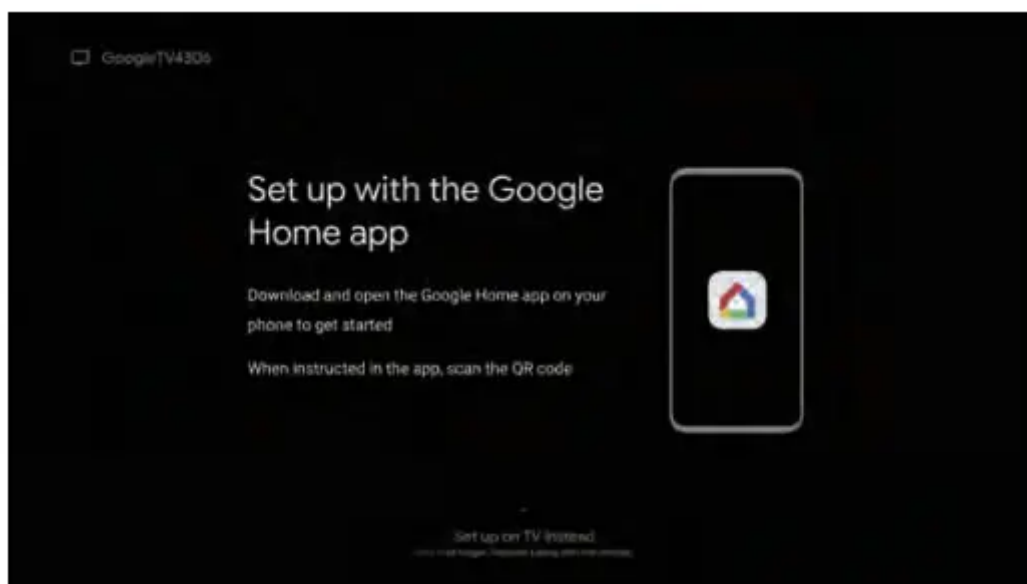 GoogleTV4306
Set up with the Google
Home app
Download and open the Google Home app on your
phone to get started
When instructed in the app, scan the QR code
Set up on TV instead